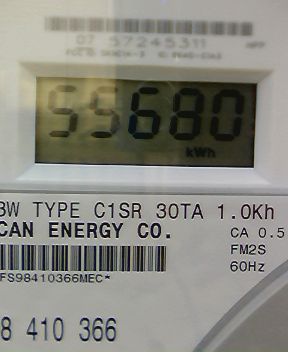 07 57245311
55680
kWh
3W TYPE C1SR 30TA 1.0Kh
CAN ENERGY CO.
CA 0.5
FM2S
60Hz
FS98410366MEC*
8 410 366